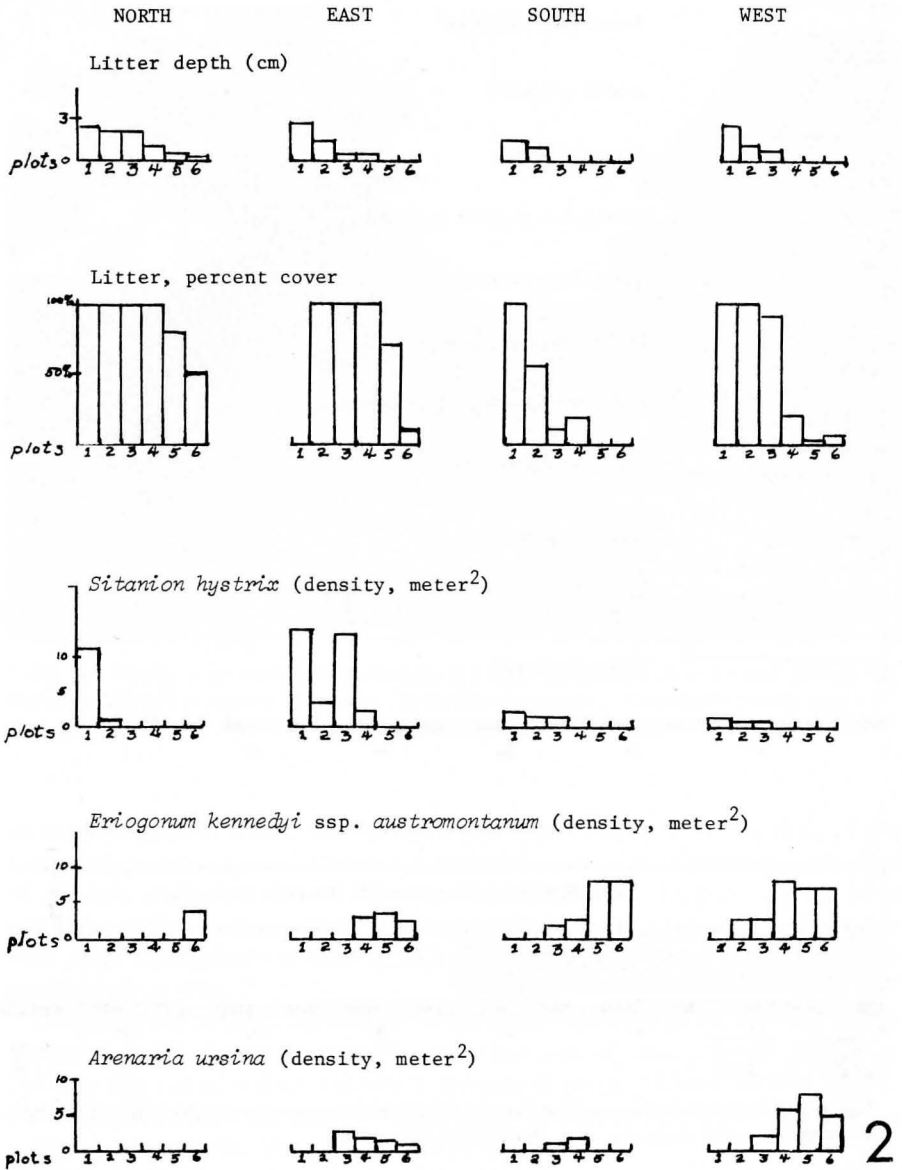 NORTH EAST SOUTH WEST
Litter depth (cm)
3
0
plots 1 2 3 4 5 6 1 2 3 4 5 6 1 2 3 4 5 6 1 2 3 4 5 6
Litter, percent cover
100%
50%
plots 1 2 3 4 5 6 1 2 3 4 5 6 1 2 3 4 5 6 1 2 3 4 5 6
Sitanion hystrix (density, meter²)
10
5
0
plots 1 2 3 4 5 6 1 2 3 4 5 6 1 2 3 4 5 6 1 2 3 4 5 6
Eriogonum kennedyi ssp. austromontanum (density, meter²)
10
5
0
plots 1 2 3 4 5 6 1 2 3 4 5 6 1 2 3 4 5 6 1 2 3 4 5 6
Arenaria ursina (density, meter²)
10
5
0
plots 1 2 3 4 5 6 1 2 3 4 5 6 1 2 3 4 5 6 1 2 3 4 5 6
2